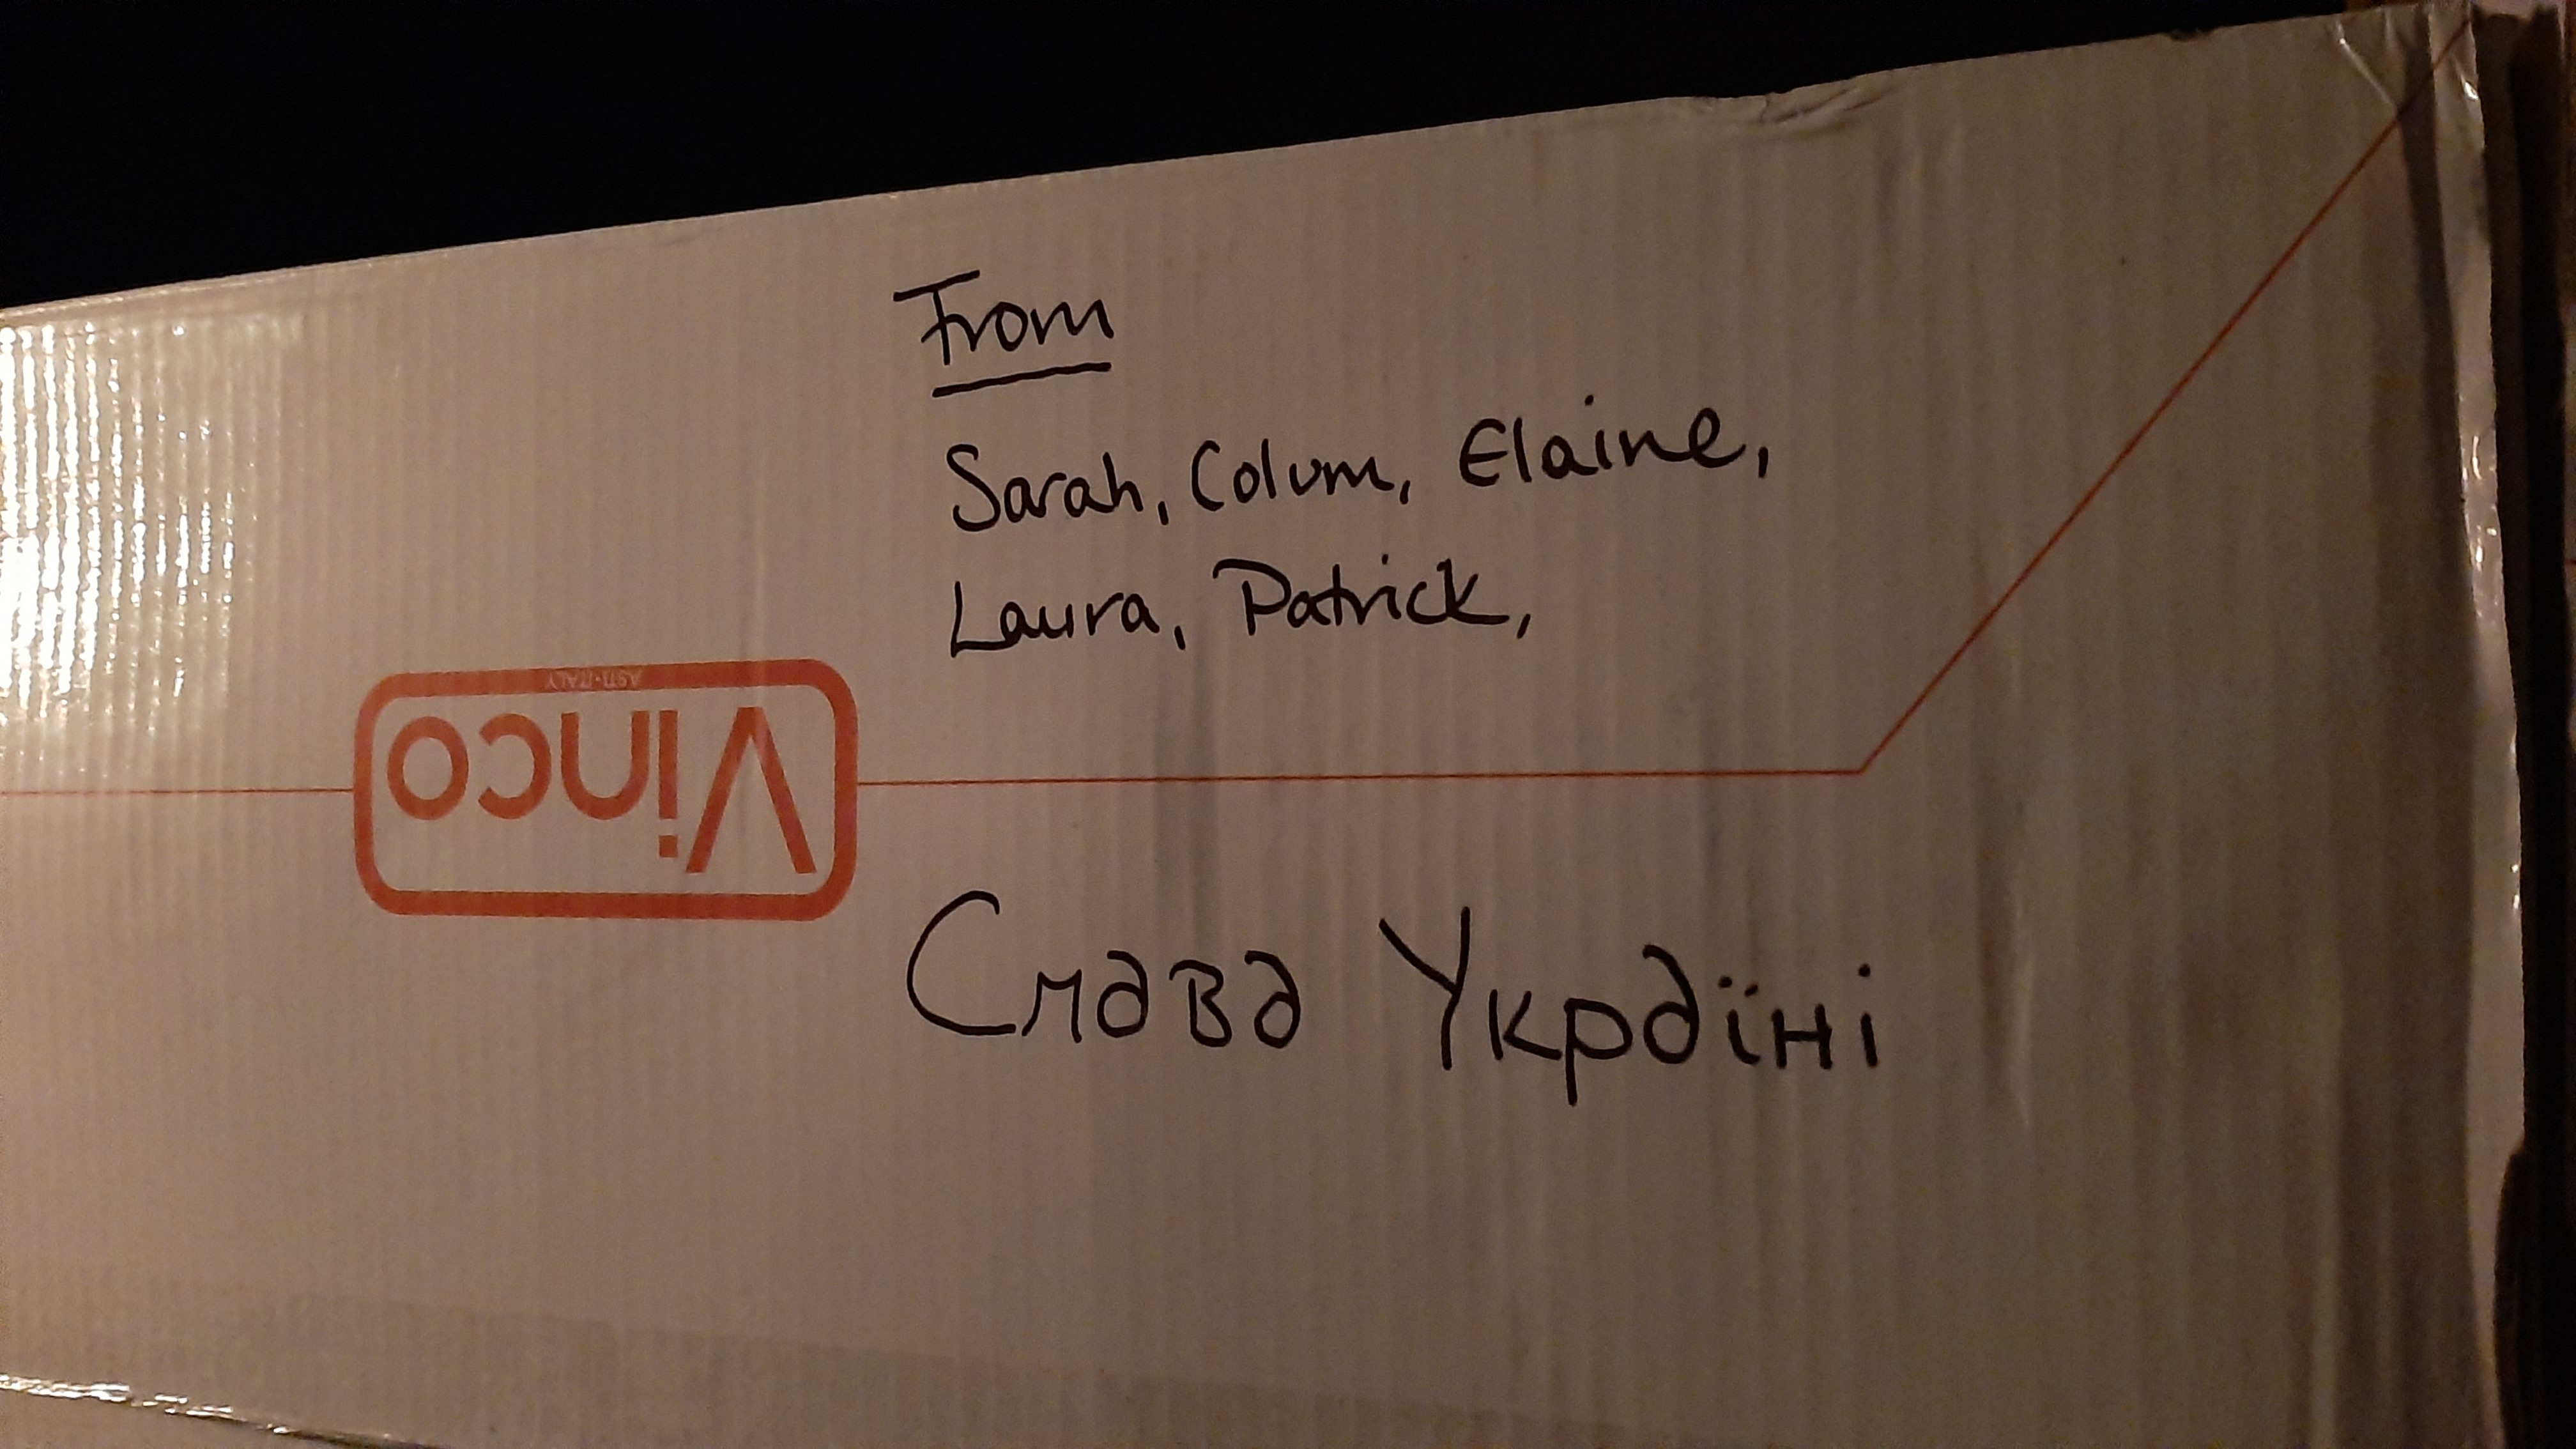 From
Sarah, Colum, Elaine,
Laura, Patrick,
ASTI-ITALY
Vinco
Слава Україні